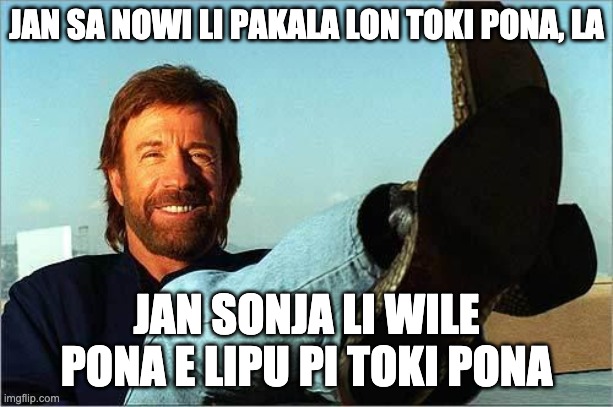 JAN SA NOWI LI PAKALA LON TOKI PONA, LA
JAN SONJA LI WILE
PONA E LIPU PI TOKI PONA
imgflip.com